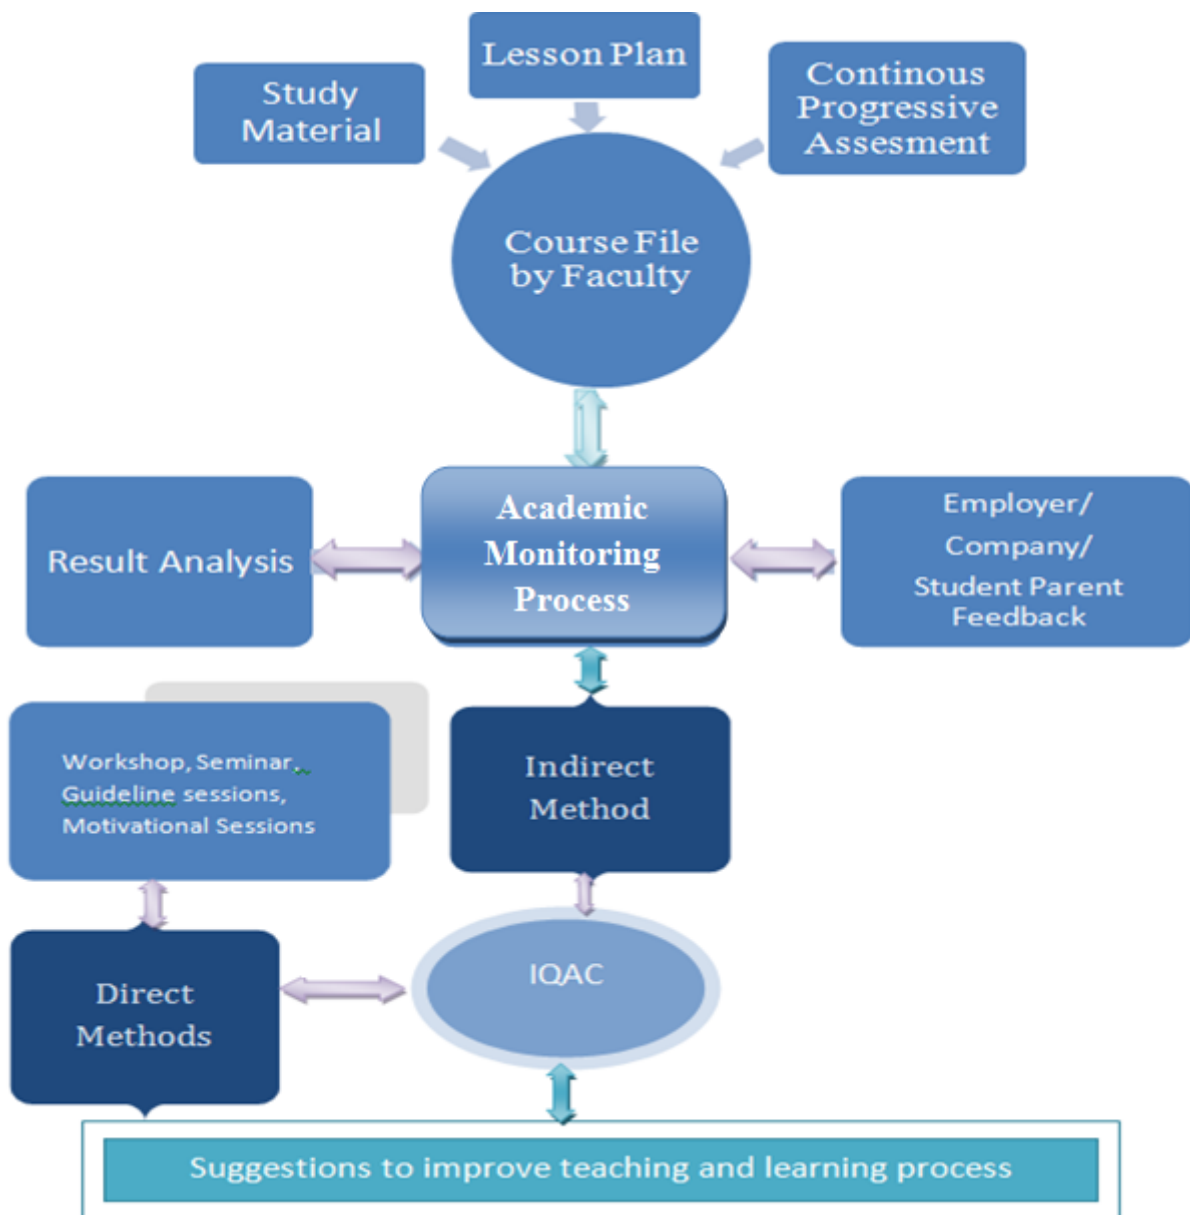 Lesson Plan
Study
Material
Continous
Progressive
Assesment
Course File
by Faculty
Result Analysis
Academic
Monitoring
Process
Employer/
Company/
Student Parent
Feedback
Workshop, Seminar,
Guideline sessions,
Motivational Sessions
Indirect
Method
Direct
Methods
IQAC
Suggestions to improve teaching and learning process